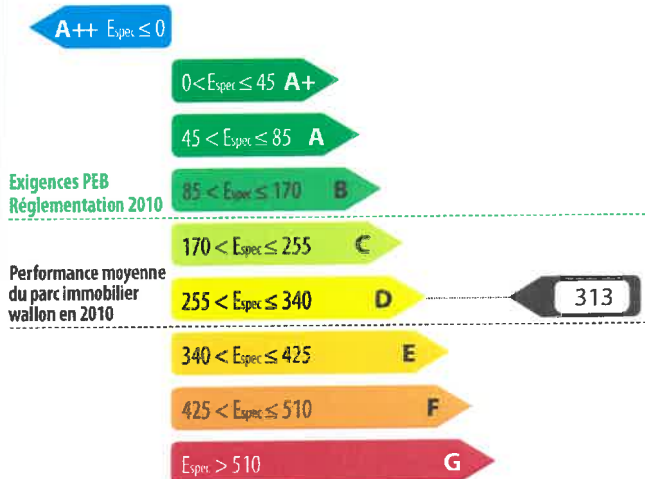 A++ Espec ≤ 0
0 < Espec ≤ 45 A+
45 < Espec ≤ 85 A
Exigences PEB
Réglementation 2010
85 < Espec ≤ 170 B
170 < Espec ≤ 255 C
Performance moyenne
du parc immobilier
wallon en 2010
255 < Espec ≤ 340 D
313
340 < Espec ≤ 425 E
425 < Espec ≤ 510 F
Espec > 510 G